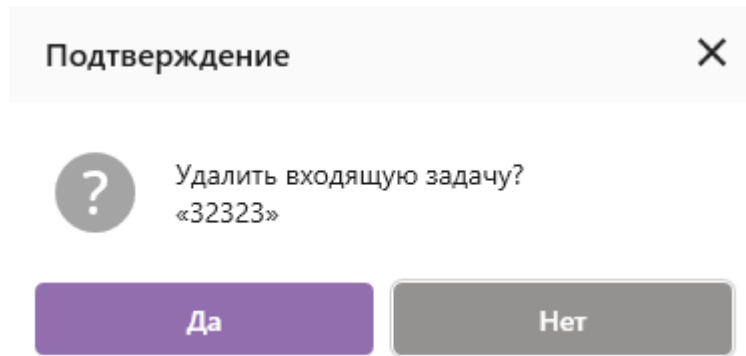 Подтверждение
Удалить входящую задачу?
«32323»
Да
Нет